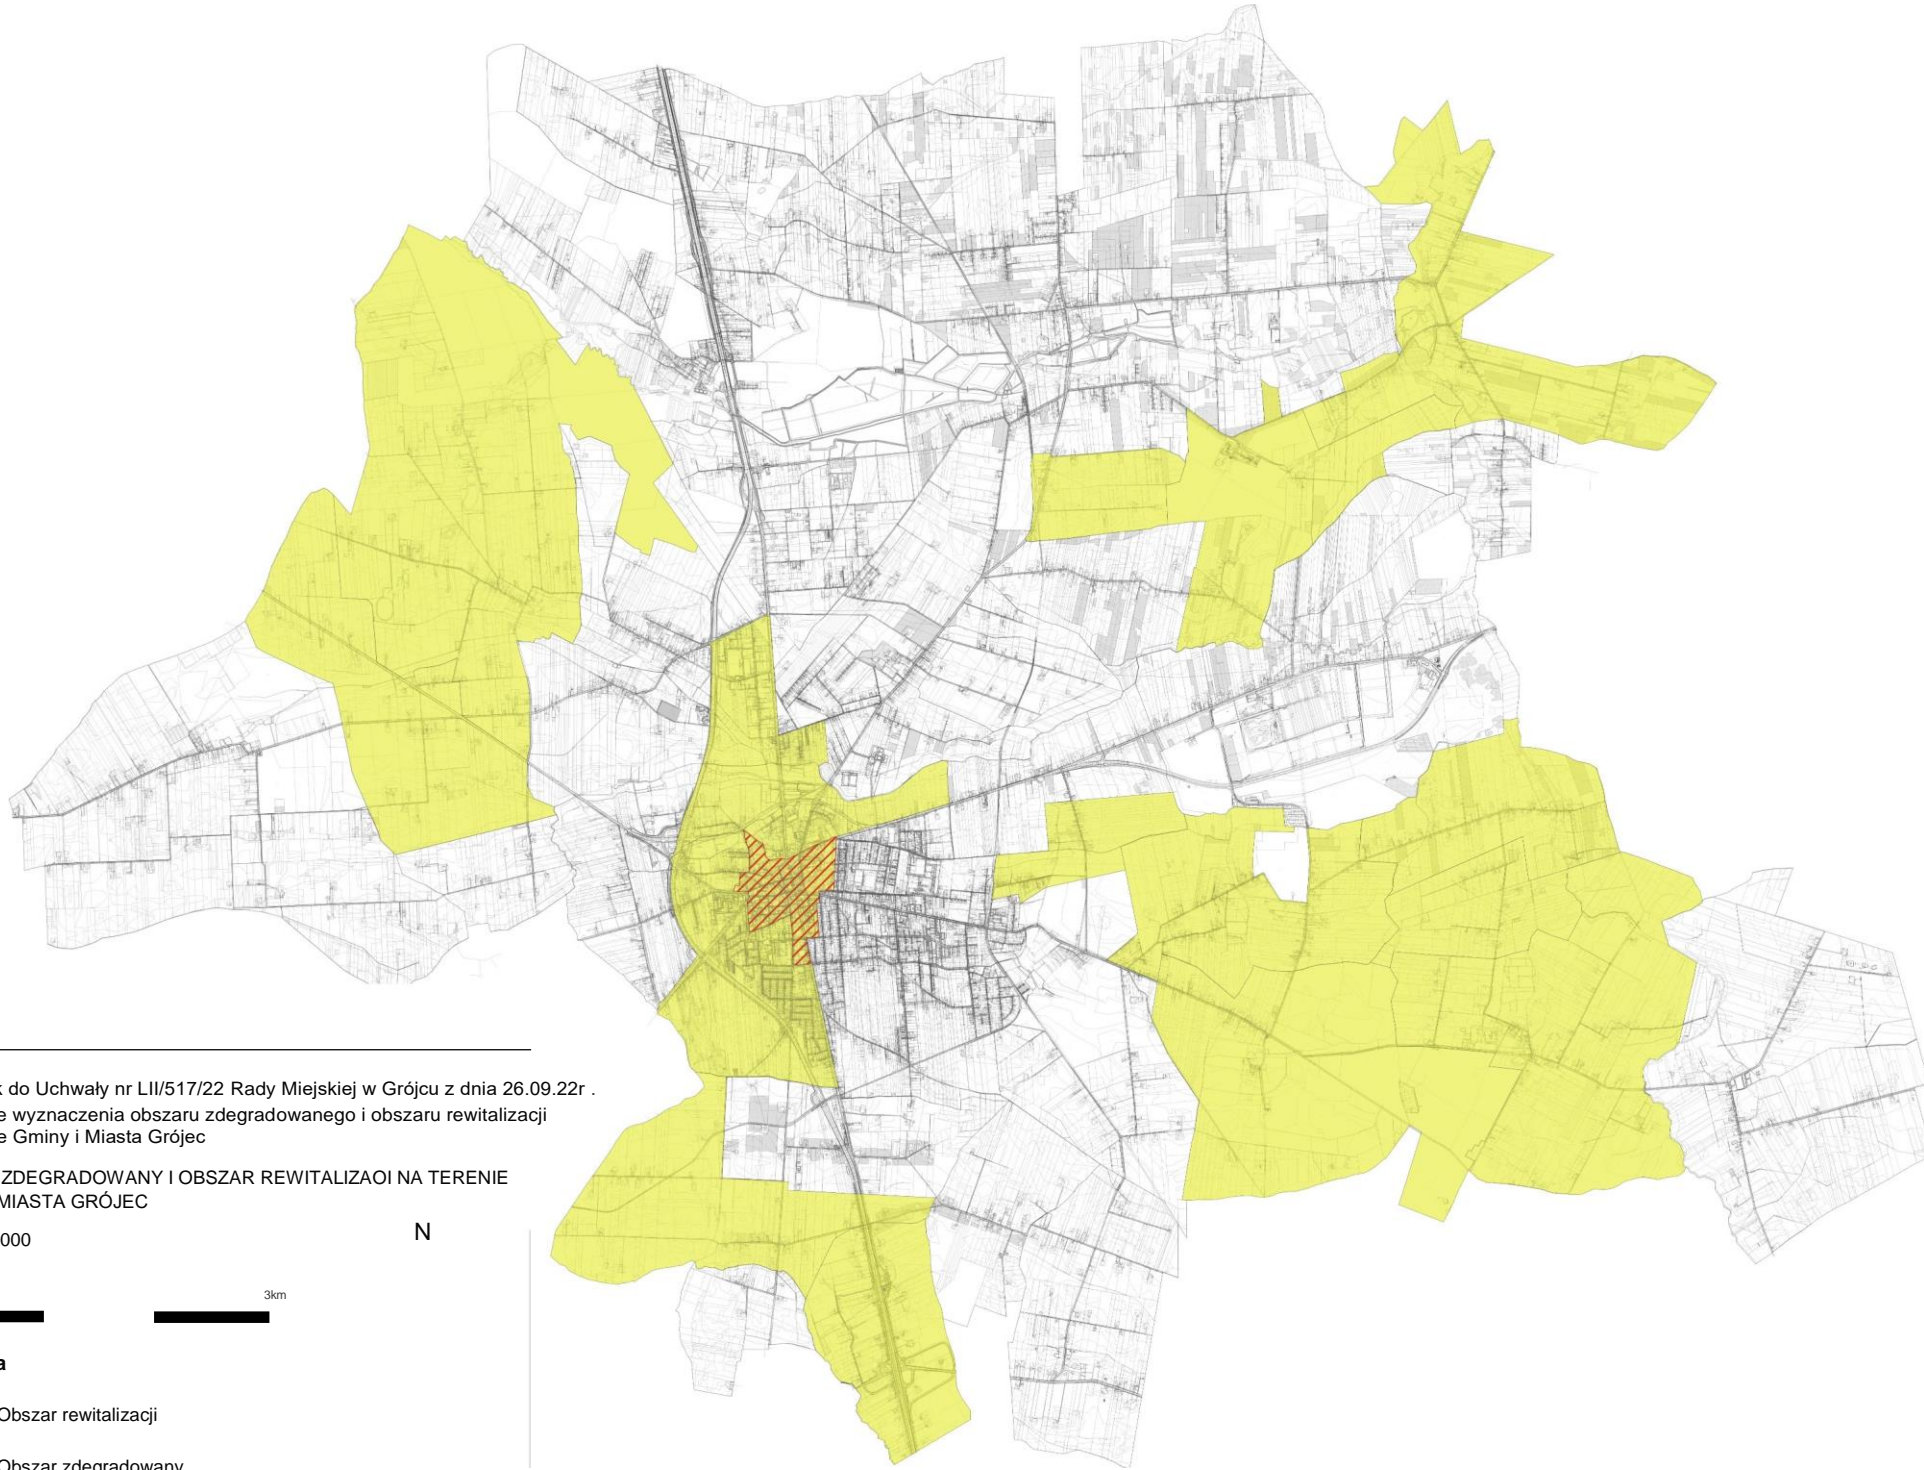 k do Uchwały nr LII/517/22 Rady Miejskiej w Grójcu z dnia 26.09.22r .
e wyznaczenia obszaru zdegradowanego i obszaru rewitalizacji
e Gminy i Miasta Grójec
ZDEGRADOWANY I OBSZAR REWITALIZAOI NA TERENIE
MIASTA GRÓJEC
000
N
3km
a
Obszar rewitalizacji
Obszar zdegradowany